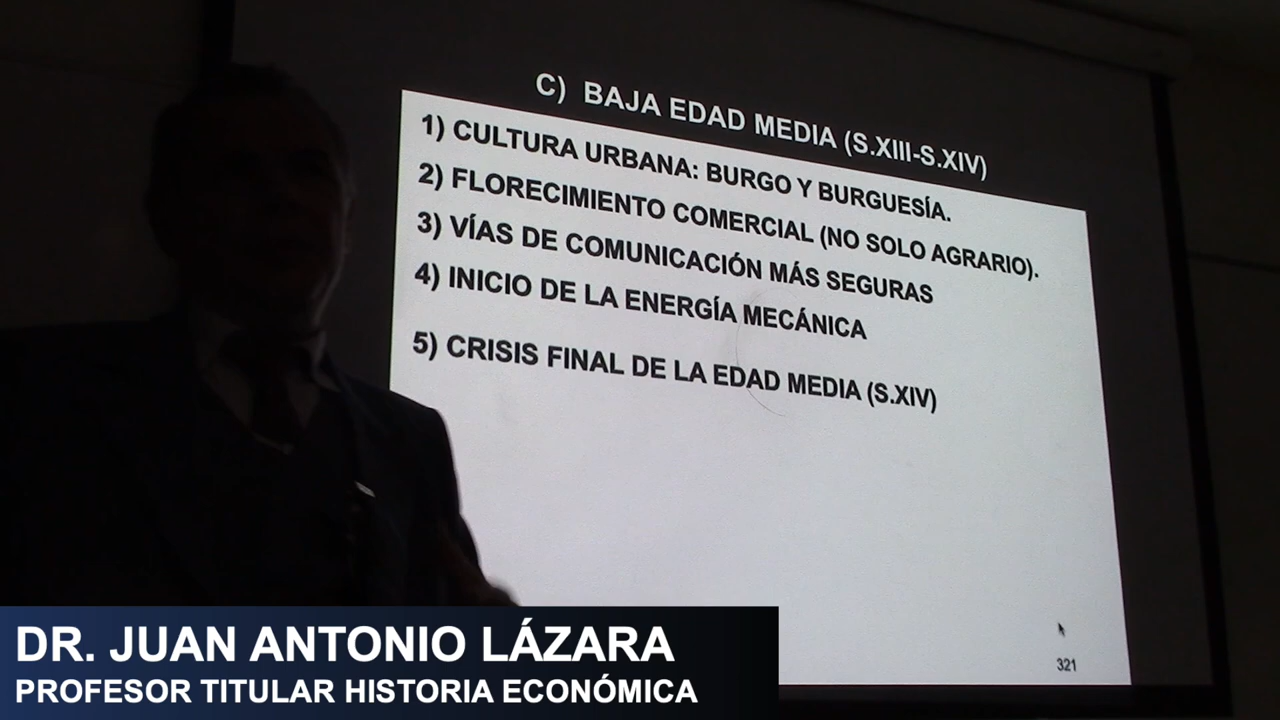 C) BAJA EDAD MEDIA (S.XIII-S.XIV)
1) CULTURA URBANA: BURGO Y BURGUESÍA.
2) FLORECIMIENTO COMERCIAL (NO SOLO AGRARIO).
3) VÍAS DE COMUNICACIÓN MÁS SEGURAS
4) INICIO DE LA ENERGÍA MECÁNICA
5) CRISIS FINAL DE LA EDAD MEDIA (S.XIV)
321
DR. JUAN ANTONIO LÁZARA
PROFESOR TITULAR HISTORIA ECONÓMICA